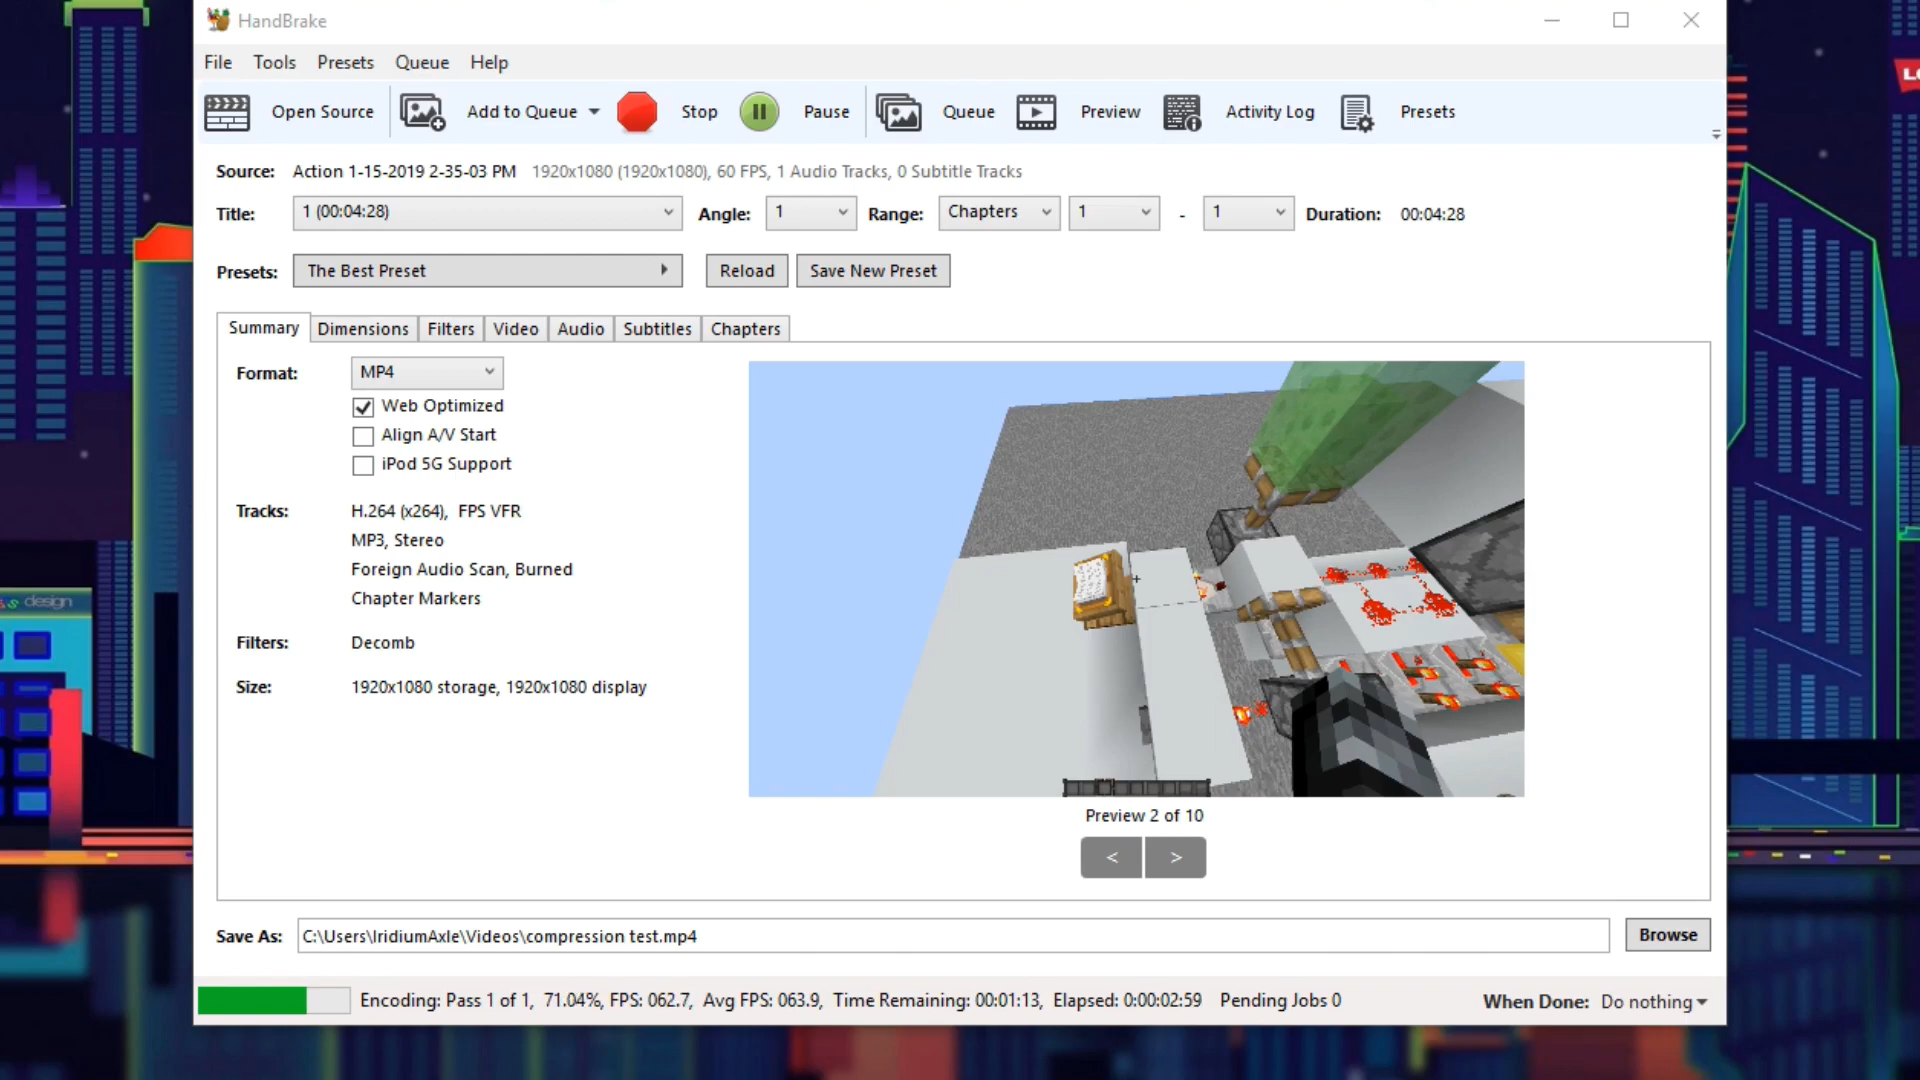 HandBrake
File Tools Presets Queue Help
Open Source Add to Queue Stop Pause Queue Preview Activity Log Presets
Source: Action 1-15-2019 2-35-03 PM 1920x1080 (1920x1080), 60 FPS, 1 Audio Tracks, 0 Subtitle Tracks
Title: 1 (00:04:28) Angle: 1 Range: Chapters 1 - 1 Duration: 00:04:28
Presets: The Best Preset Reload Save New Preset
Summary Dimensions Filters Video Audio Subtitles Chapters
Format: MP4
Web Optimized
Align A/V Start
iPod 5G Support
Tracks: H.264 (x264), FPS VFR
MP3, Stereo
Foreign Audio Scan, Burned
Chapter Markers
Filters: Decomb
Size: 1920x1080 storage, 1920x1080 display
Preview 2 of 10
< >
Save As: C:\Users\IridiumAxle\Videos\compression test.mp4 Browse
Encoding: Pass 1 of 1, 71.04%, FPS: 062.7, Avg FPS: 063.9, Time Remaining: 00:01:13, Elapsed: 0:00:02:59 Pending Jobs 0 When Done: Do nothing
design